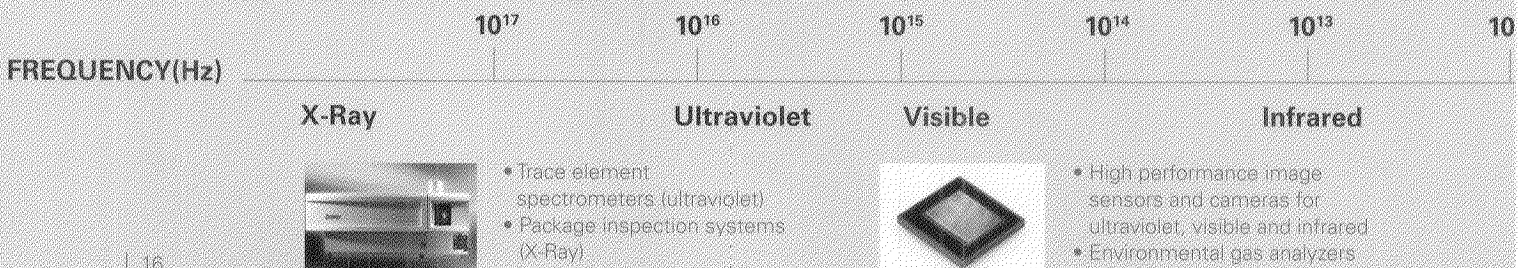 10¹⁷ 10¹⁶ 10¹⁵ 10¹⁴ 10¹³ 10
FREQUENCY(Hz)
X-Ray Ultraviolet Visible Infrared
• Trace element
spectrometers (ultraviolet)
• Package inspection systems
(X-Ray)
• High performance image
sensors and cameras for
ultraviolet, visible and infrared
• Environmental gas analyzers
16